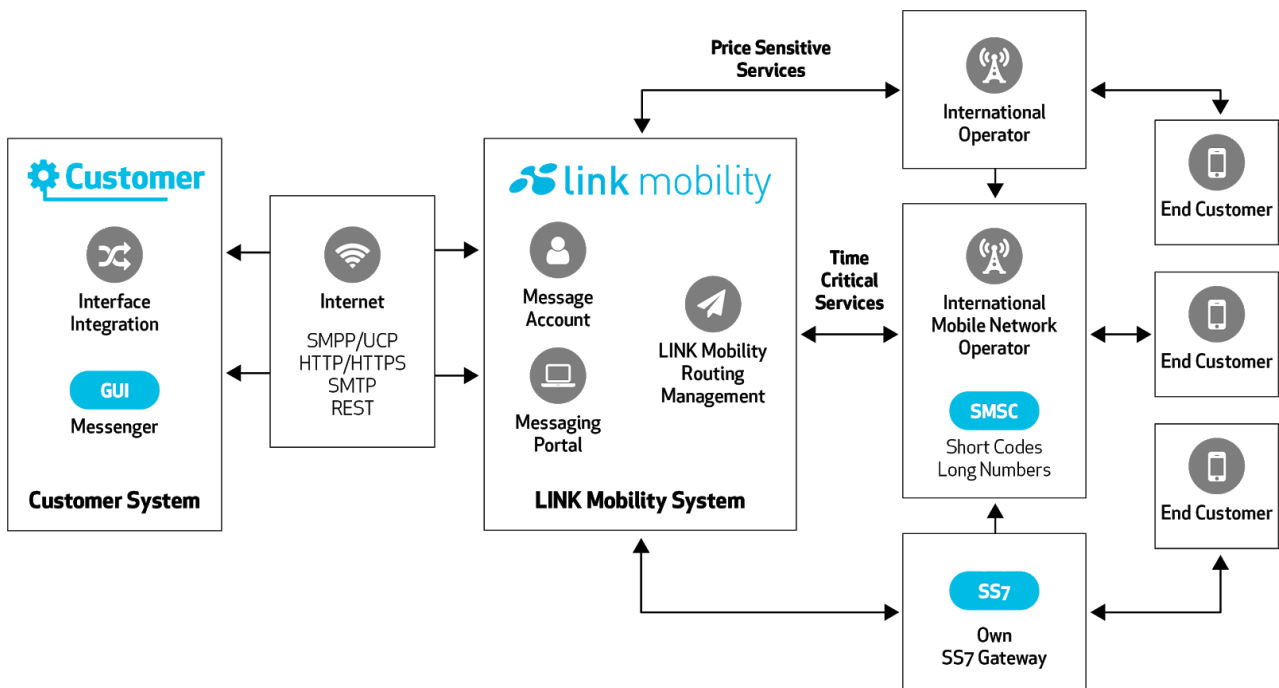 Customer
Interface
Integration
GUI
Messenger
Customer System
Internet
SMPP/UCP
HTTP/HTTPS
SMTP
REST
link mobility
Message
Account
Messaging
Portal
LINK Mobility
Routing
Management
LINK Mobility System
Price Sensitive
Services
Time
Critical
Services
International
Operator
International
Mobile Network
Operator
SMSC
Short Codes
Long Numbers
SS7
Own
SS7 Gateway
End Customer
End Customer
End Customer